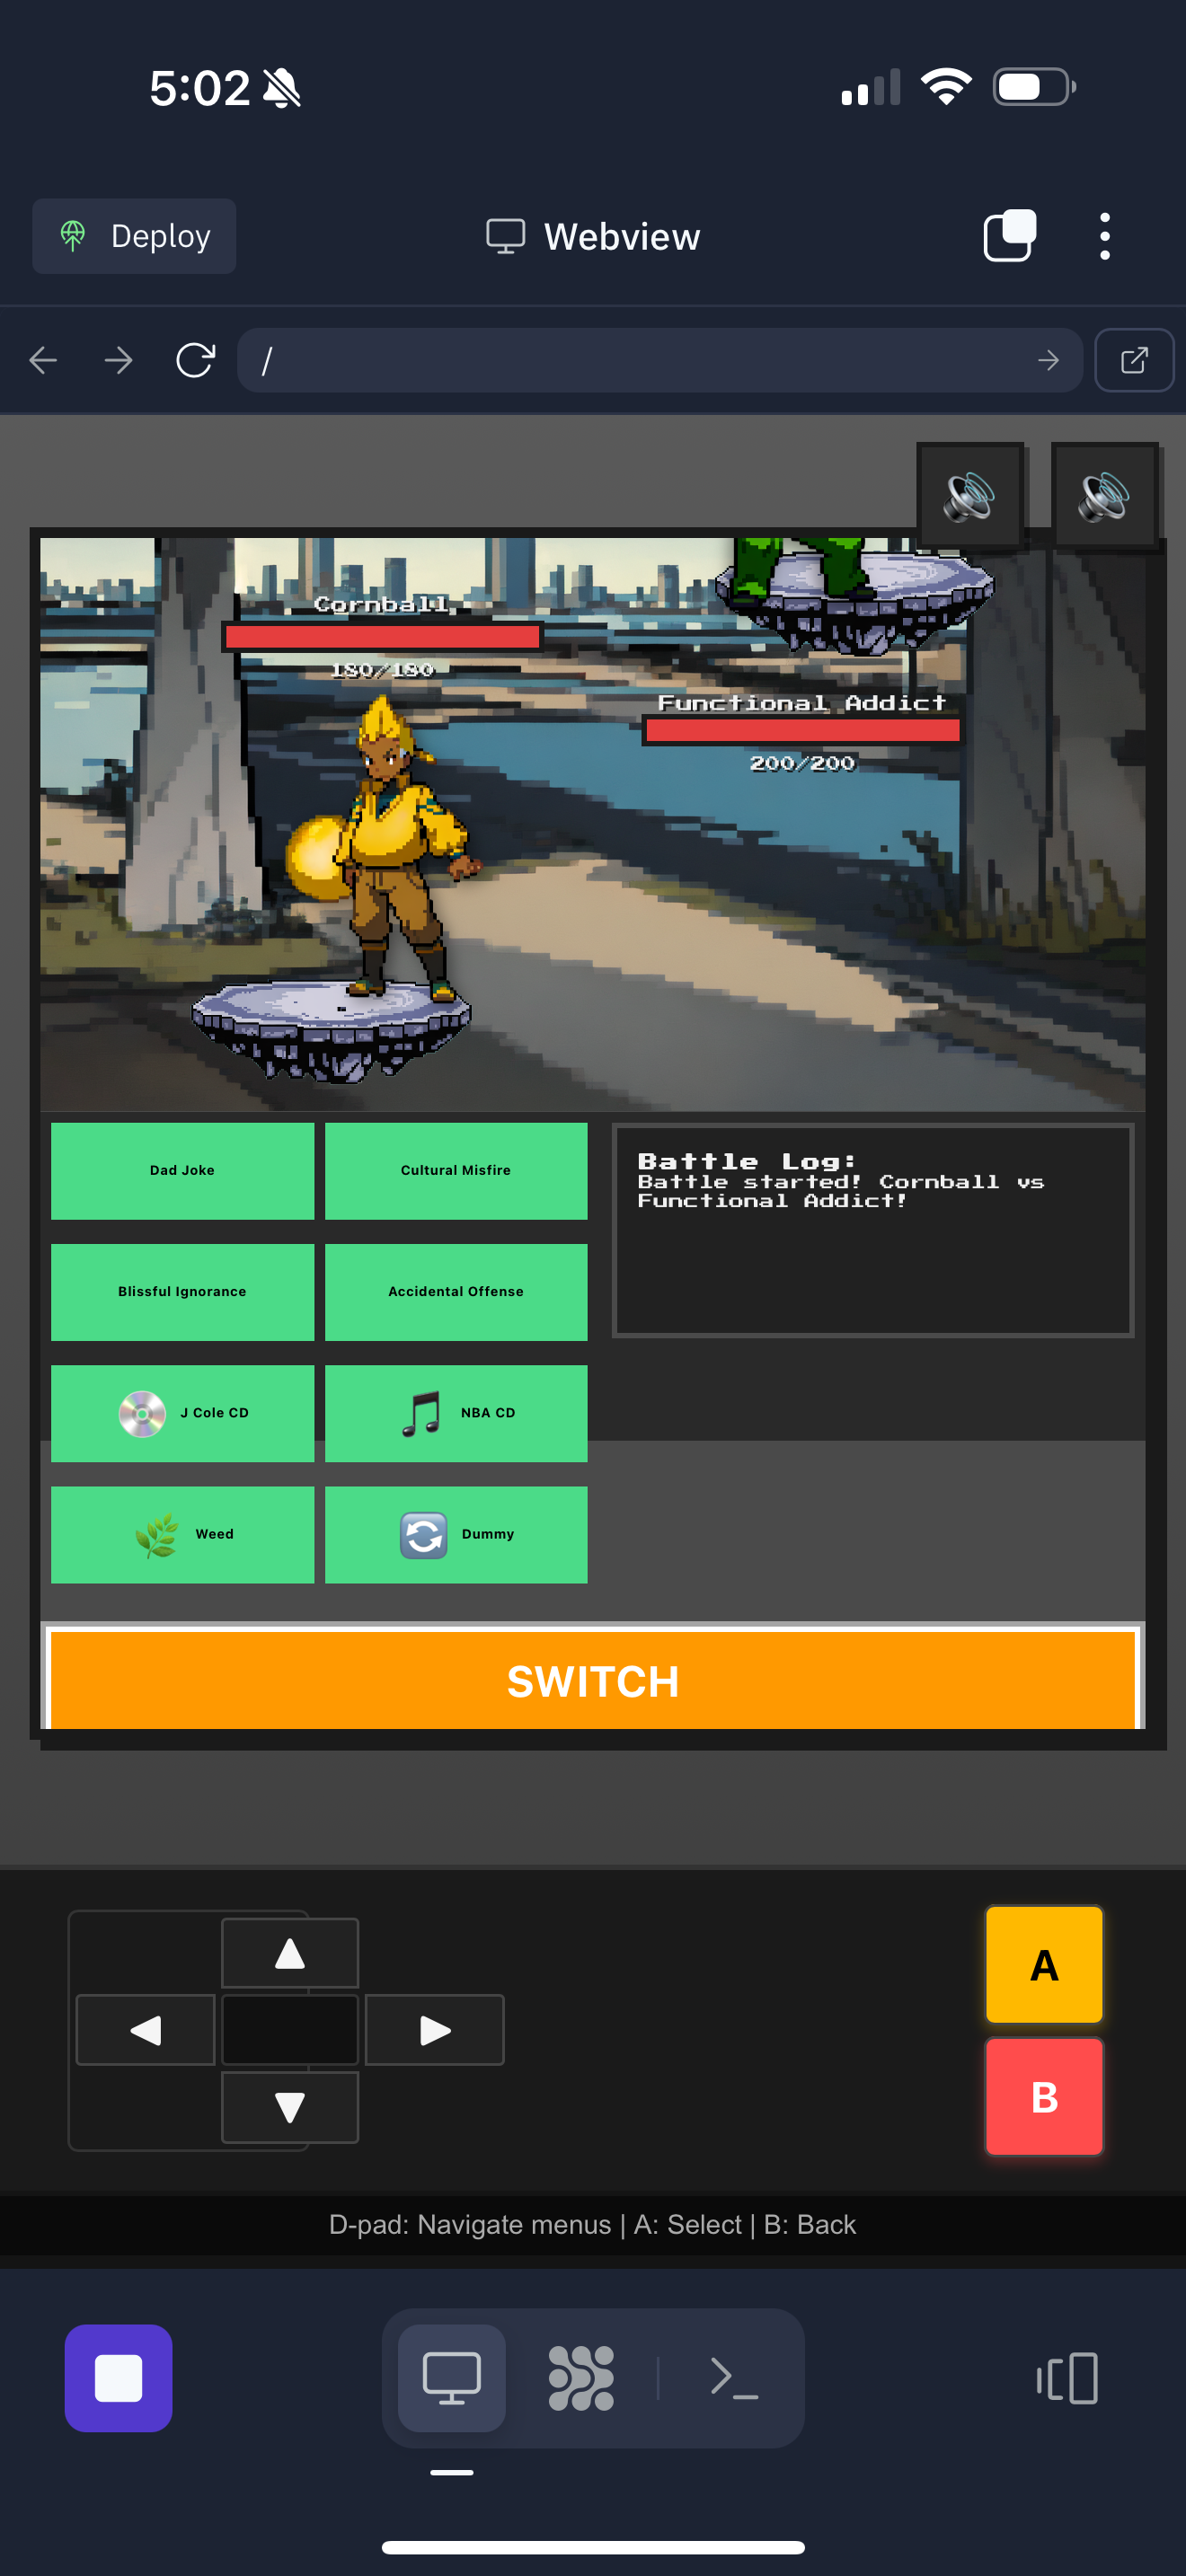 5:02
Deploy
Webview
/
Cornball
180/180
Functional Addict
200/200
Dad Joke
Cultural Misfire
Battle Log:
Battle started! Cornball vs
Functional Addict!
Blissful Ignorance
Accidental Offense
J Cole CD
NBA CD
Weed
Dummy
SWITCH
A
B
D-pad: Navigate menus | A: Select | B: Back